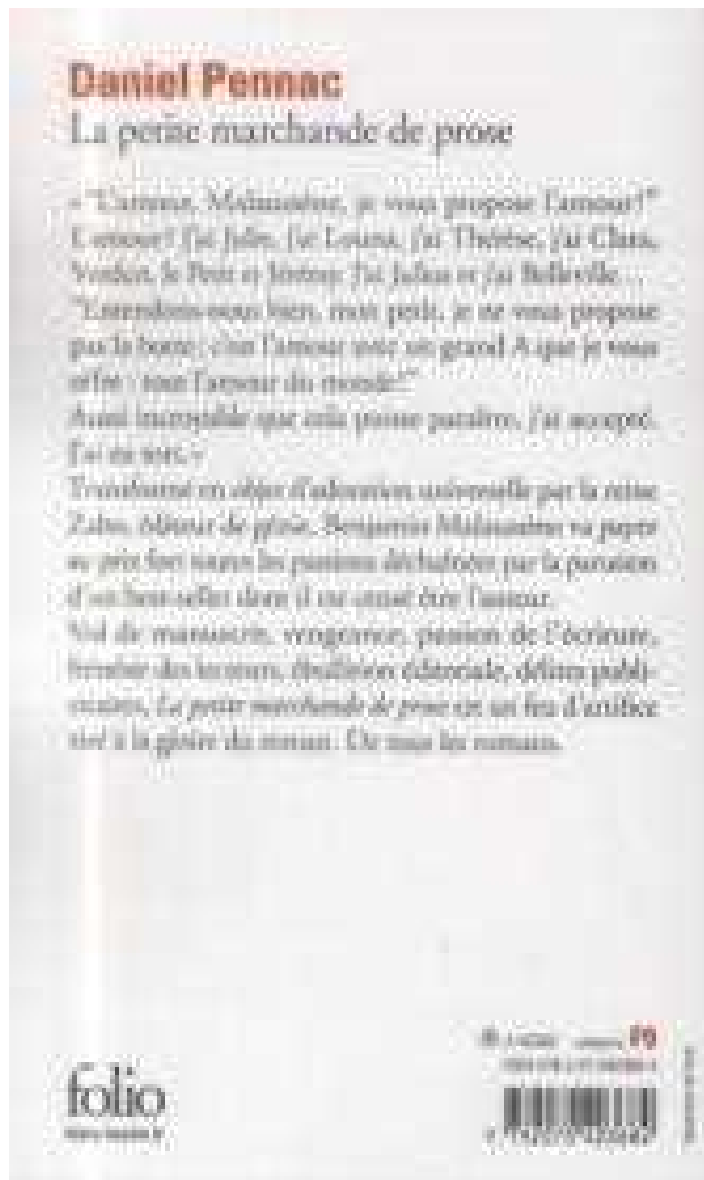 Daniel Pennac
La petite marchande de prose
« "L'amour, Malaussène, je vous propose l'amour!"
L'amour? J'ai Julie, j'ai Louna, j'ai Thérèse, j'ai Clara,
Verdun, le Petit et Jérémy. J'ai Julius et j'ai Belleville...
"Entendons-nous bien, mon petit, je ne vous propose
pas la botte; c'est l'amour avec un grand A que je vous
offre : tout l'amour du monde!"
Aussi incroyable que cela puisse paraître, j'ai accepté.
J'ai eu tort. »
Transformé en objet d'adoration universelle par la reine
Zabo, éditeur de génie, Benjamin Malaussène va payer
au prix fort toutes les passions déchaînées par la parution
d'un best-seller dont il est censé être l'auteur.
Vol de manuscrit, vengeance, passion de l'écriture,
frénésie des lecteurs, ébullition éditoriale, délires publi-
citaires, La petite marchande de prose est un feu d'artifice
tiré à la gloire du roman. De tous les romans.
F9
folio